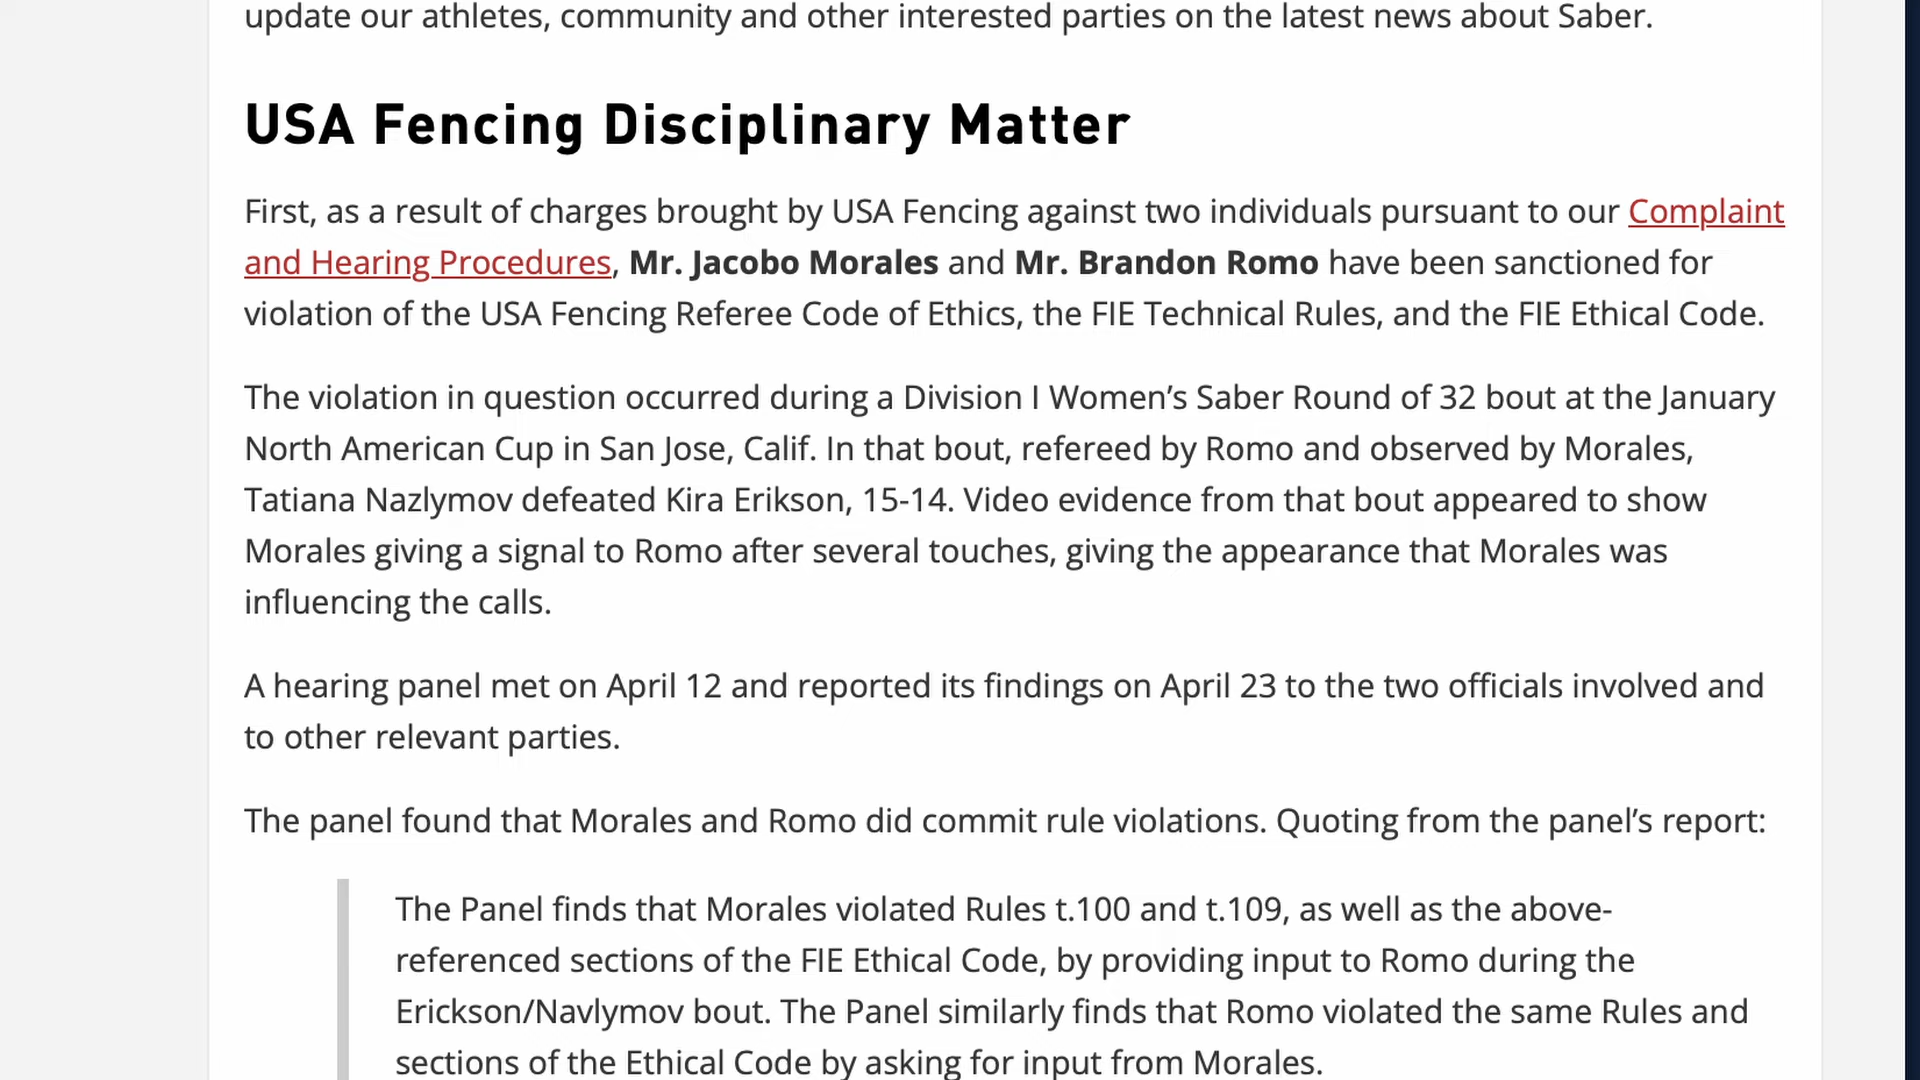 update our athletes, community and other interested parties on the latest news about Saber.
USA Fencing Disciplinary Matter
First, as a result of charges brought by USA Fencing against two individuals pursuant to our Complaint
and Hearing Procedures, Mr. Jacobo Morales and Mr. Brandon Romo have been sanctioned for
violation of the USA Fencing Referee Code of Ethics, the FIE Technical Rules, and the FIE Ethical Code.
The violation in question occurred during a Division I Women’s Saber Round of 32 bout at the January
North American Cup in San Jose, Calif. In that bout, refereed by Romo and observed by Morales,
Tatiana Nazlymov defeated Kira Erikson, 15-14. Video evidence from that bout appeared to show
Morales giving a signal to Romo after several touches, giving the appearance that Morales was
influencing the calls.
A hearing panel met on April 12 and reported its findings on April 23 to the two officials involved and
to other relevant parties.
The panel found that Morales and Romo did commit rule violations. Quoting from the panel’s report:
The Panel finds that Morales violated Rules t.100 and t.109, as well as the above-
referenced sections of the FIE Ethical Code, by providing input to Romo during the
Erickson/Navlymov bout. The Panel similarly finds that Romo violated the same Rules and
sections of the Ethical Code by asking for input from Morales.